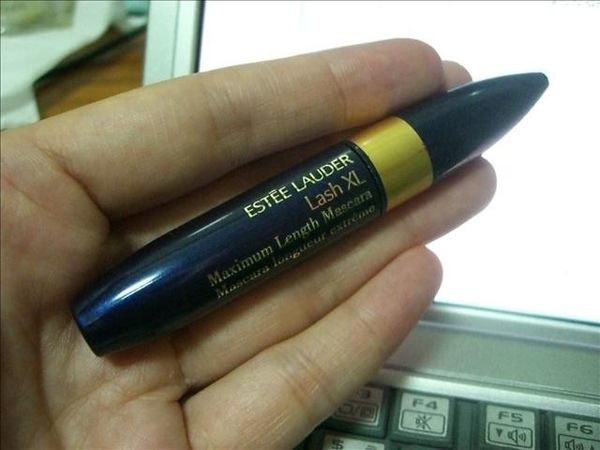 ESTĒE LAUDER
Lash XL
Maximum Length Mascara
Mascara longueur extrême
F4
F5
F6
$